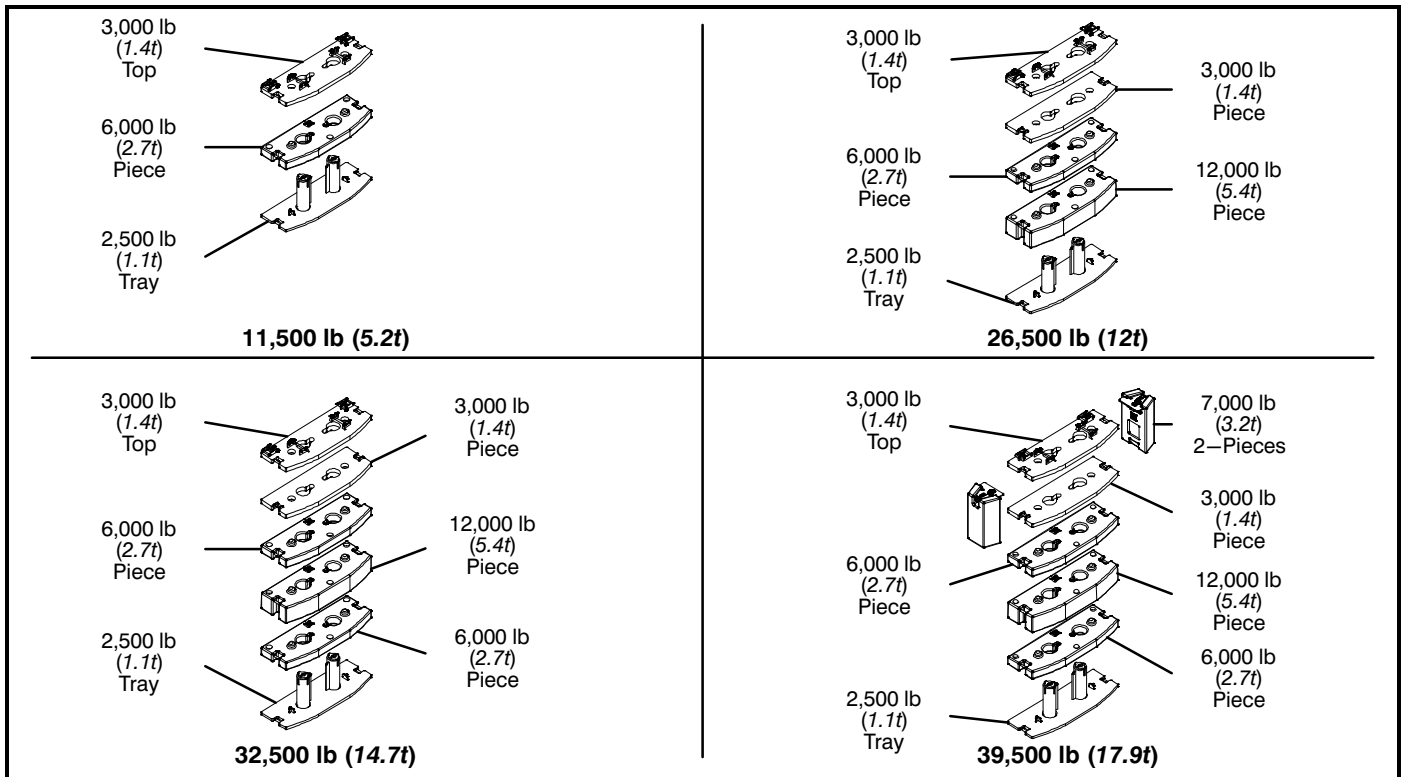 3,000 lb
(1.4t)
Top
6,000 lb
(2.7t)
Piece
2,500 lb
(1.1t)
Tray
11,500 lb (5.2t)
3,000 lb
(1.4t)
Top
3,000 lb
(1.4t)
Piece
6,000 lb
(2.7t)
Piece
12,000 lb
(5.4t)
Piece
2,500 lb
(1.1t)
Tray
26,500 lb (12t)
3,000 lb
(1.4t)
Top
3,000 lb
(1.4t)
Piece
6,000 lb
(2.7t)
Piece
12,000 lb
(5.4t)
Piece
2,500 lb
(1.1t)
Tray
6,000 lb
(2.7t)
Piece
32,500 lb (14.7t)
3,000 lb
(1.4t)
Top
7,000 lb
(3.2t)
2−Pieces
3,000 lb
(1.4t)
Piece
6,000 lb
(2.7t)
Piece
12,000 lb
(5.4t)
Piece
6,000 lb
(2.7t)
Piece
2,500 lb
(1.1t)
Tray
39,500 lb (17.9t)